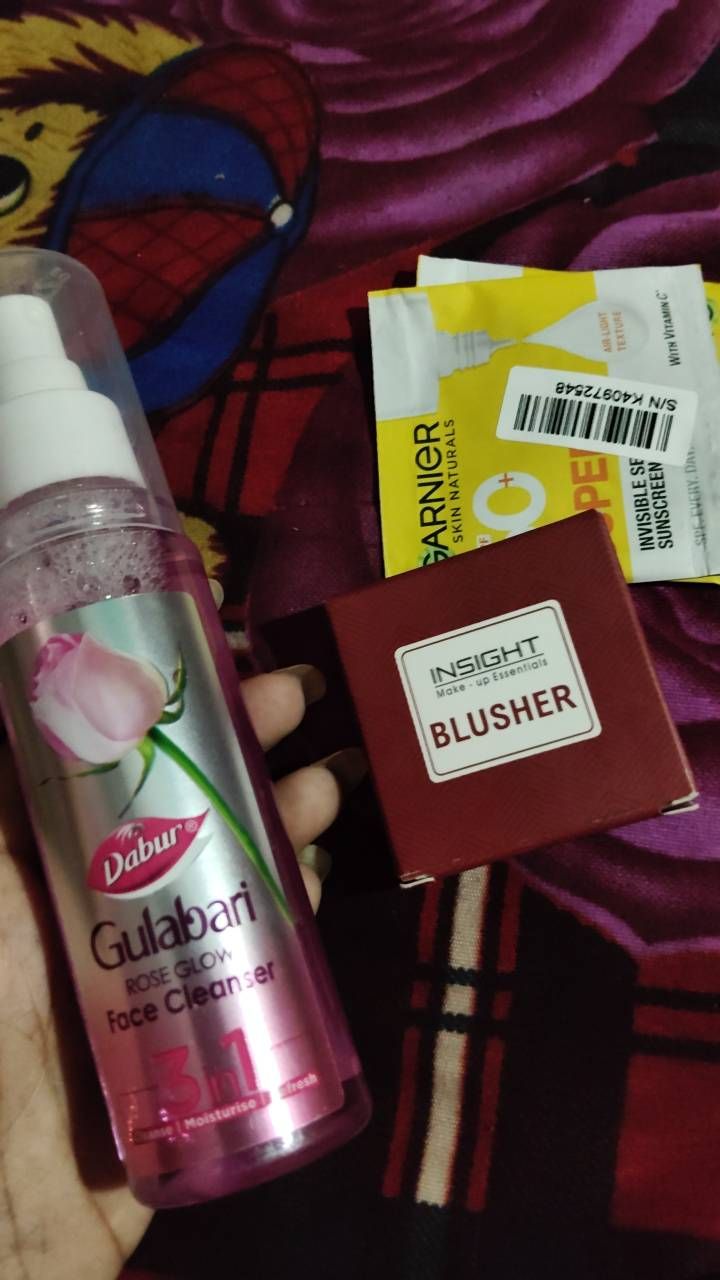 Dabur®
Gulabari
ROSE GLOW
Face Cleanser
3 in 1
Moisturise
INSIGHT
Make-up Essentials
BLUSHER
GARNIER
SKIN NATURALS
AIR-LIGHT
TEXTURE
WITH VITAMIN C*
S/N K40972548
INVISIBLE
SUNSCREEN